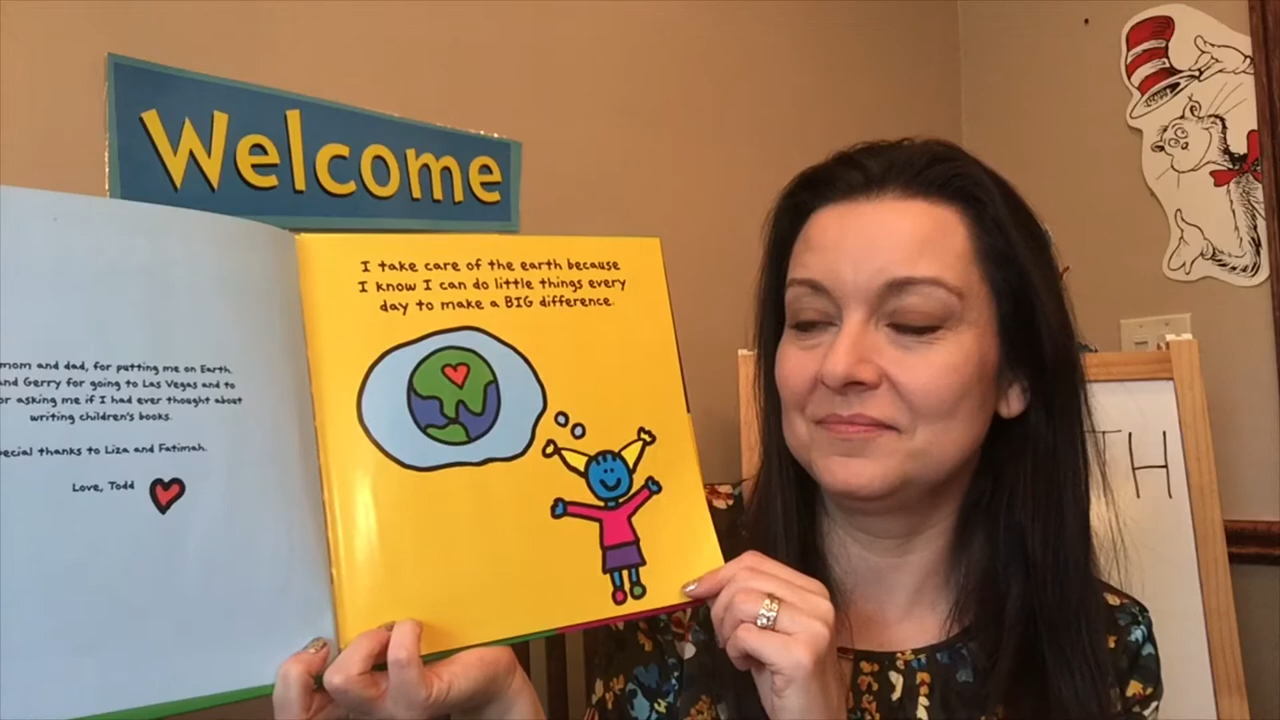 Welcome
mom and dad, for putting me on Earth.
and Gerry for going to Las Vegas and to
or asking me if I had ever thought about
writing children's books.
ecial thanks to Liza and Fatimah.
Love, Todd
I take care of the earth because
I know I can do little things every
day to make a BIG difference.
TH